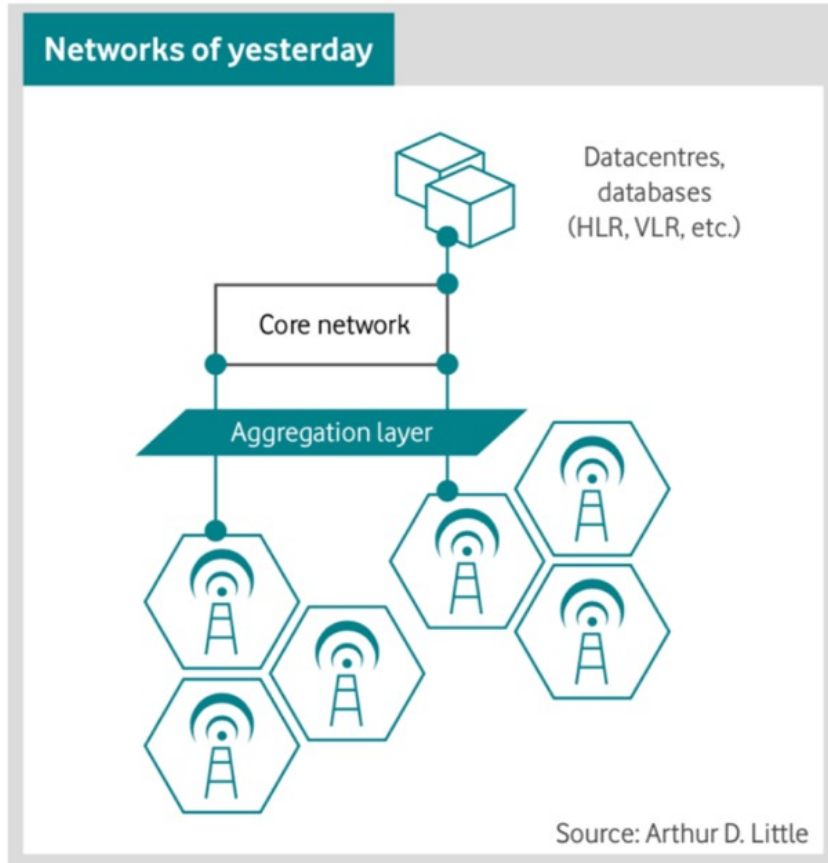 Networks of yesterday
Datacentres,
databases
(HLR, VLR, etc.)
Core network
Aggregation layer
Source: Arthur D. Little